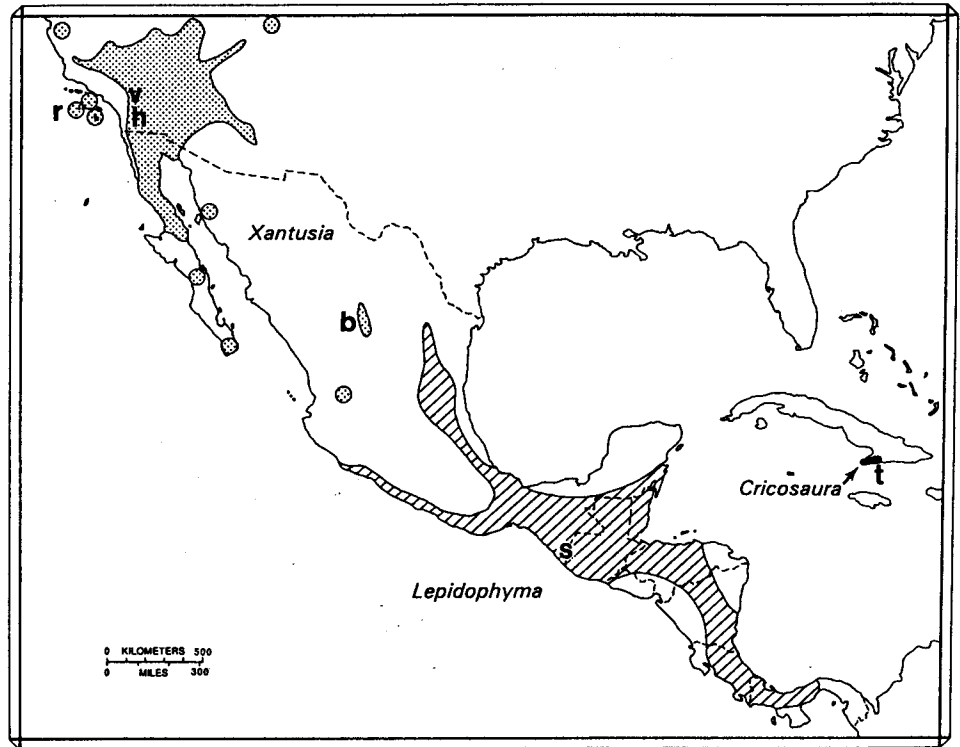 v
r
h
Xantusia
b
Cricosaura
t
s
Lepidophyma
0 KILOMETERS 500
0 MILES 300